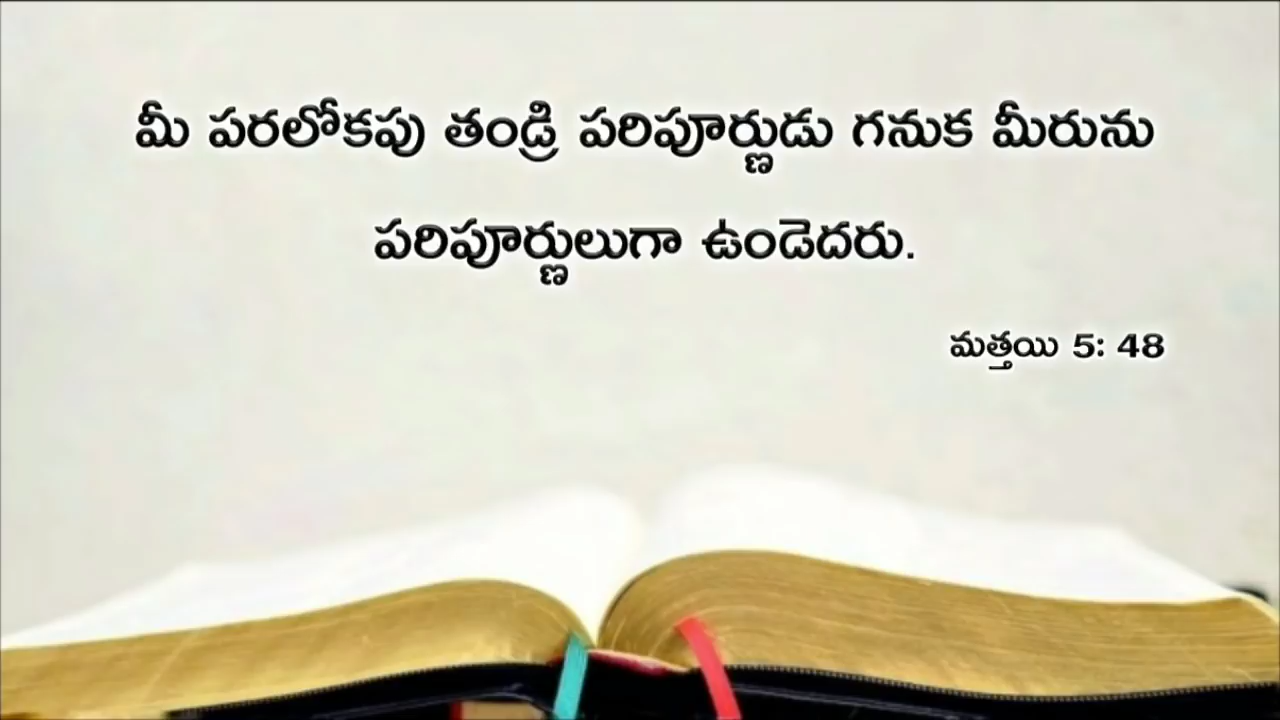 మీ పరలోకపు తండ్రి పరిపూర్ణుడు గనుక మీరును
పరిపూర్ణులుగా ఉండెదరు.
మత్తయి 5: 48